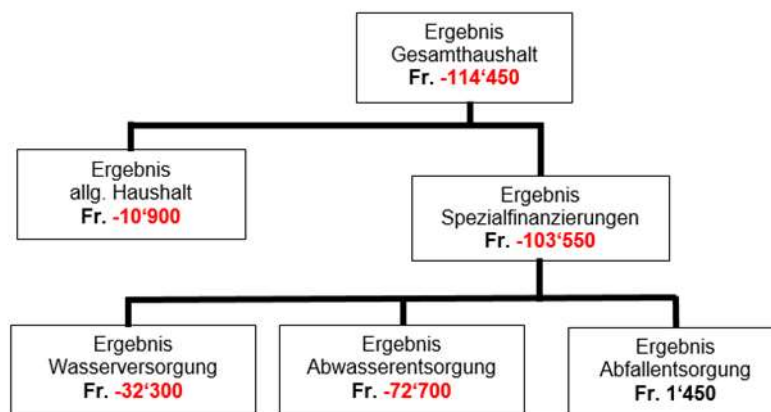 Ergebnis
Gesamthaushalt
Fr. -114‘450
Ergebnis
allg. Haushalt
Fr. -10‘900
Ergebnis
Spezialfinanzierungen
Fr. -103‘550
Ergebnis
Wasserversorgung
Fr. -32‘300
Ergebnis
Abwasserentsorgung
Fr. -72‘700
Ergebnis
Abfallentsorgung
Fr. 1‘450